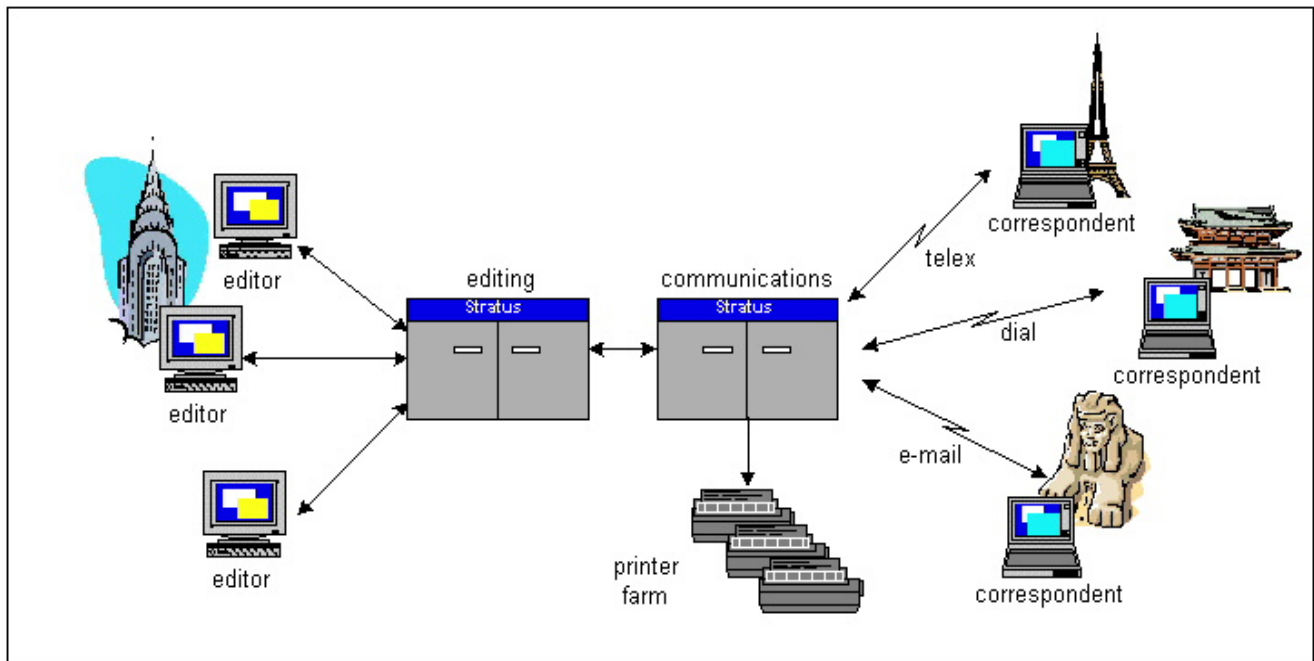 correspondent
telex
editor
editing
communications
Stratus
Stratus
dial
correspondent
editor
e-mail
printer
farm
editor
correspondent